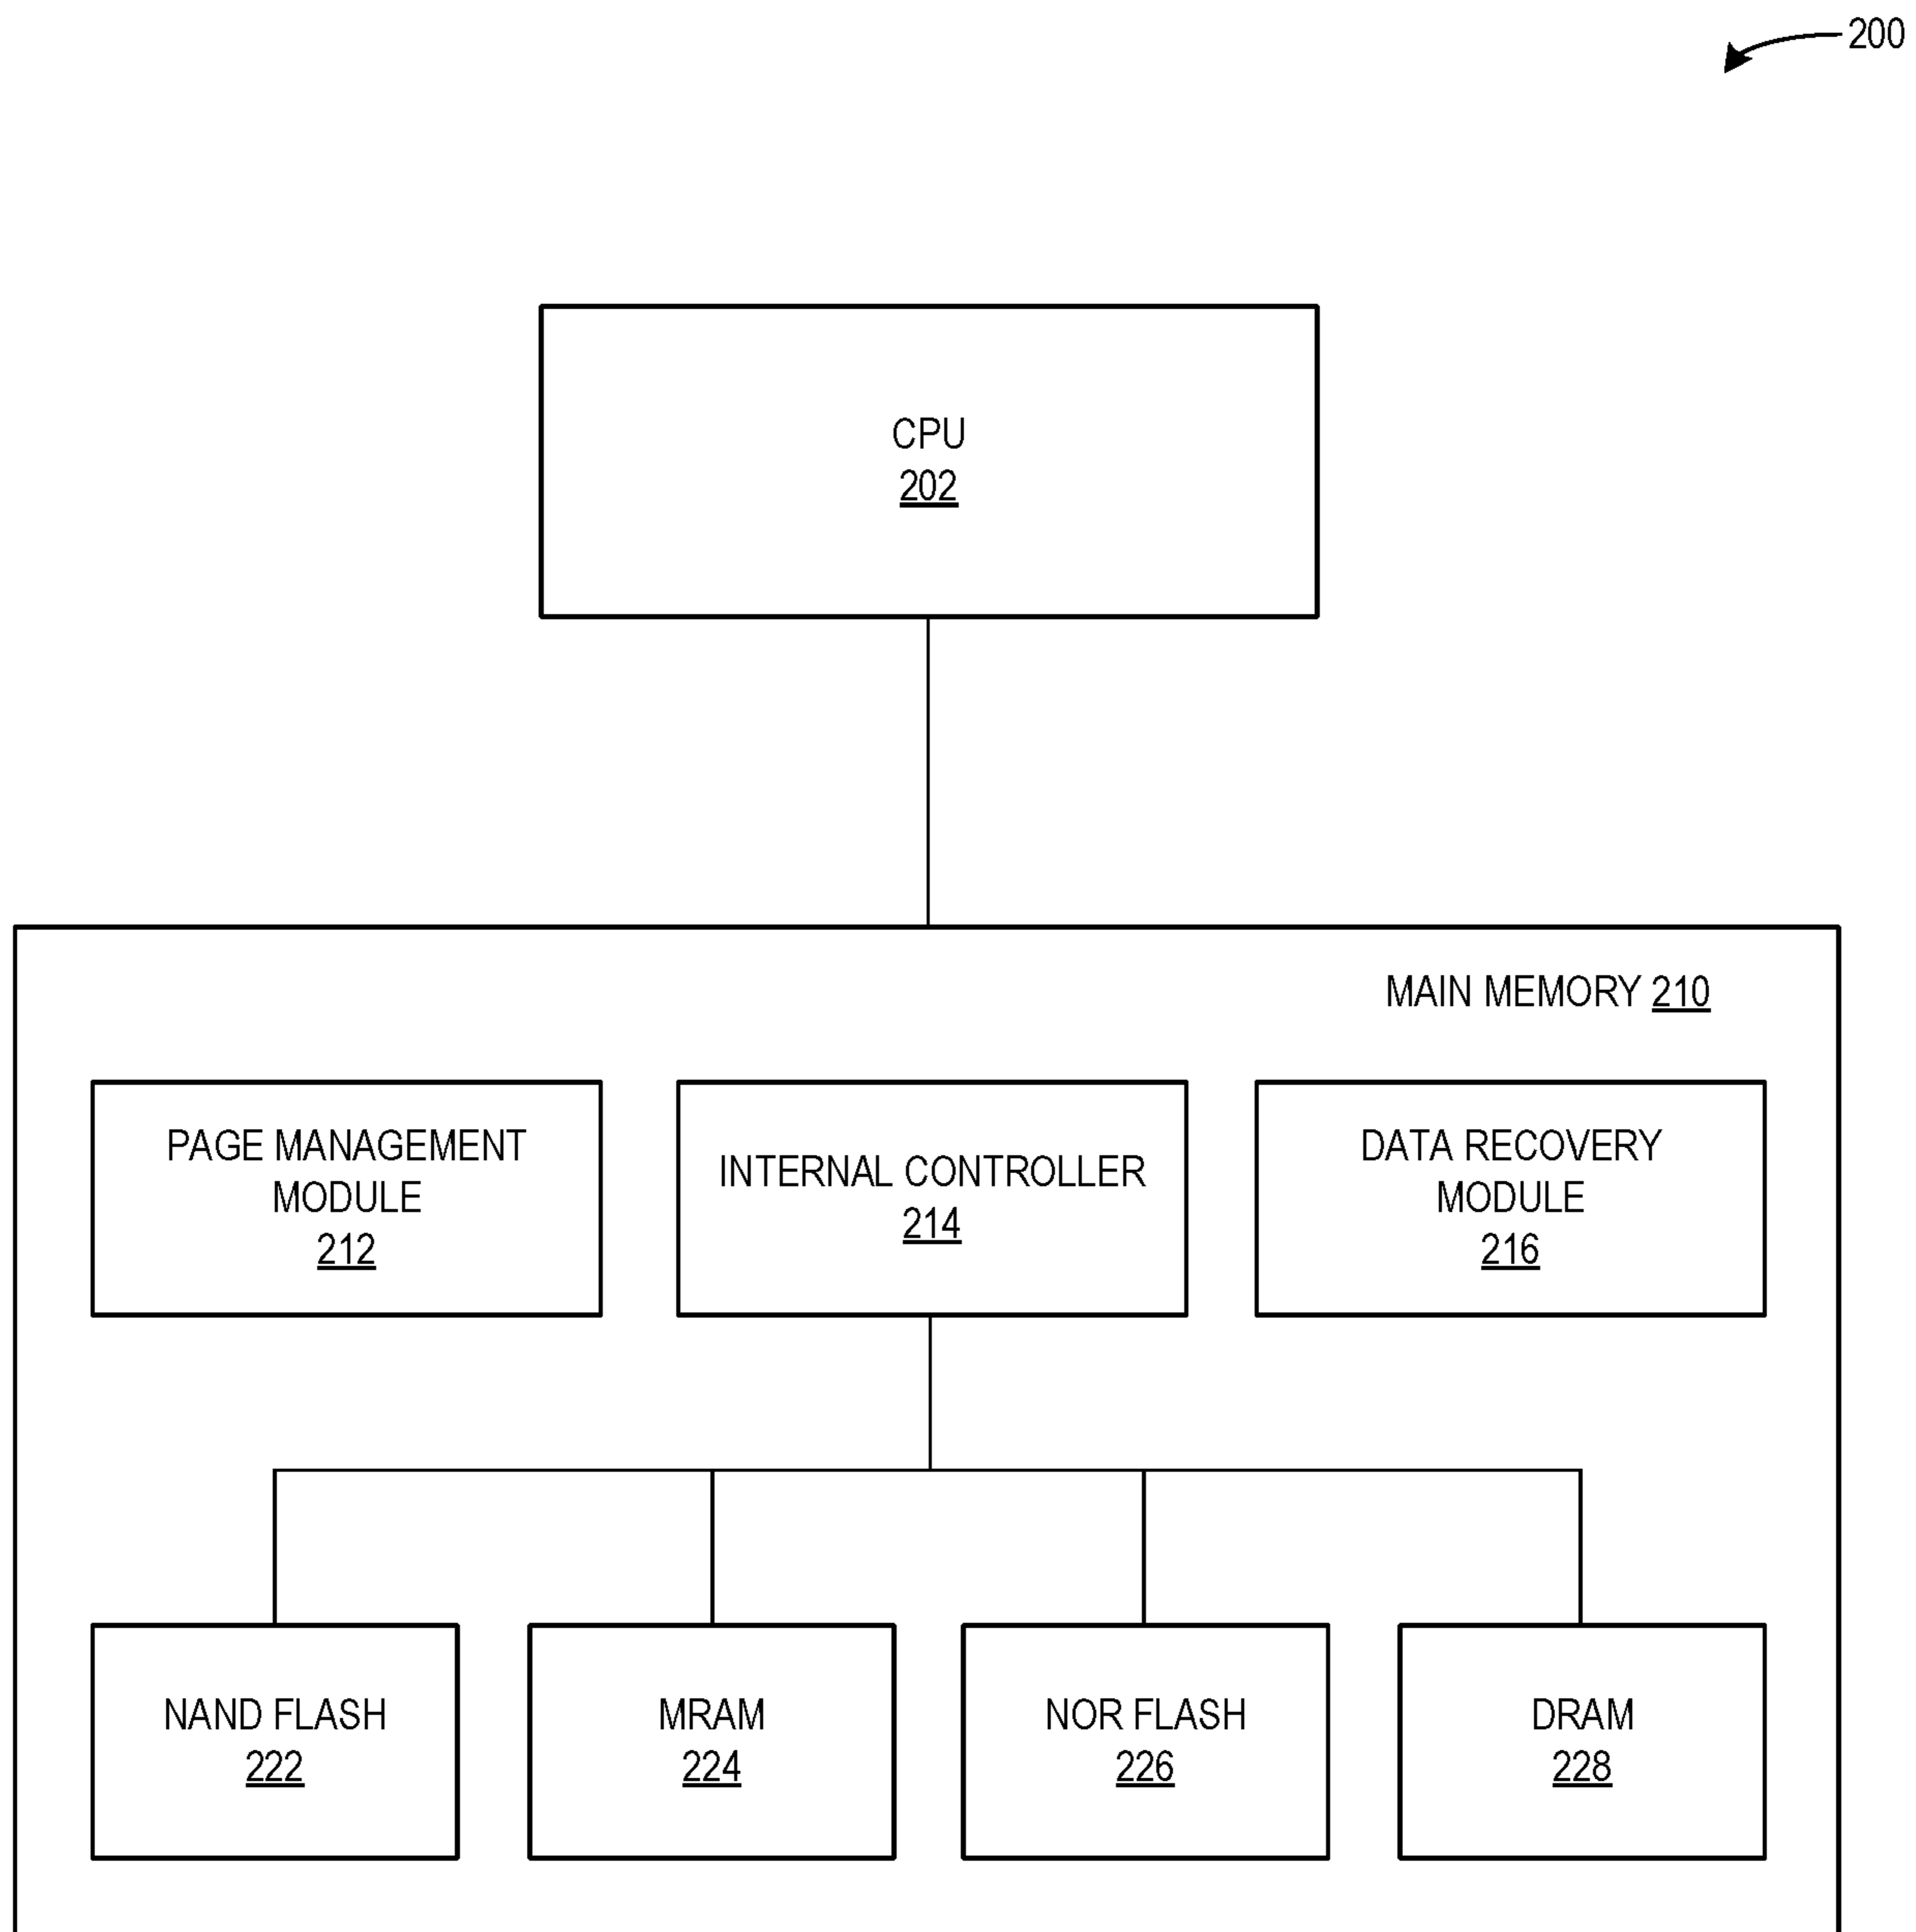 200
CPU
202
MAIN MEMORY 210
PAGE MANAGEMENT
MODULE
212
INTERNAL CONTROLLER
214
DATA RECOVERY
MODULE
216
NAND FLASH
222
MRAM
224
NOR FLASH
226
DRAM
228